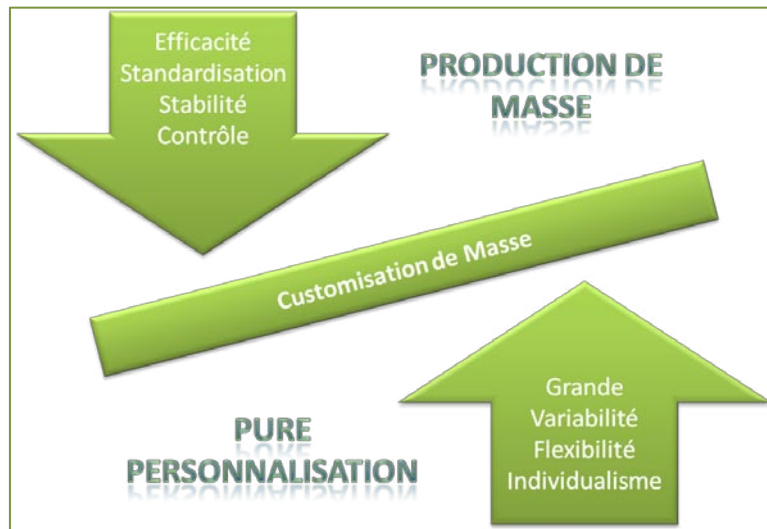 Efficacité
Standardisation
Stabilité
Contrôle
PRODUCTION DE
MASSE
Customisation de Masse
Grande
Variabilité
Flexibilité
Individualisme
PURE
PERSONNALISATION